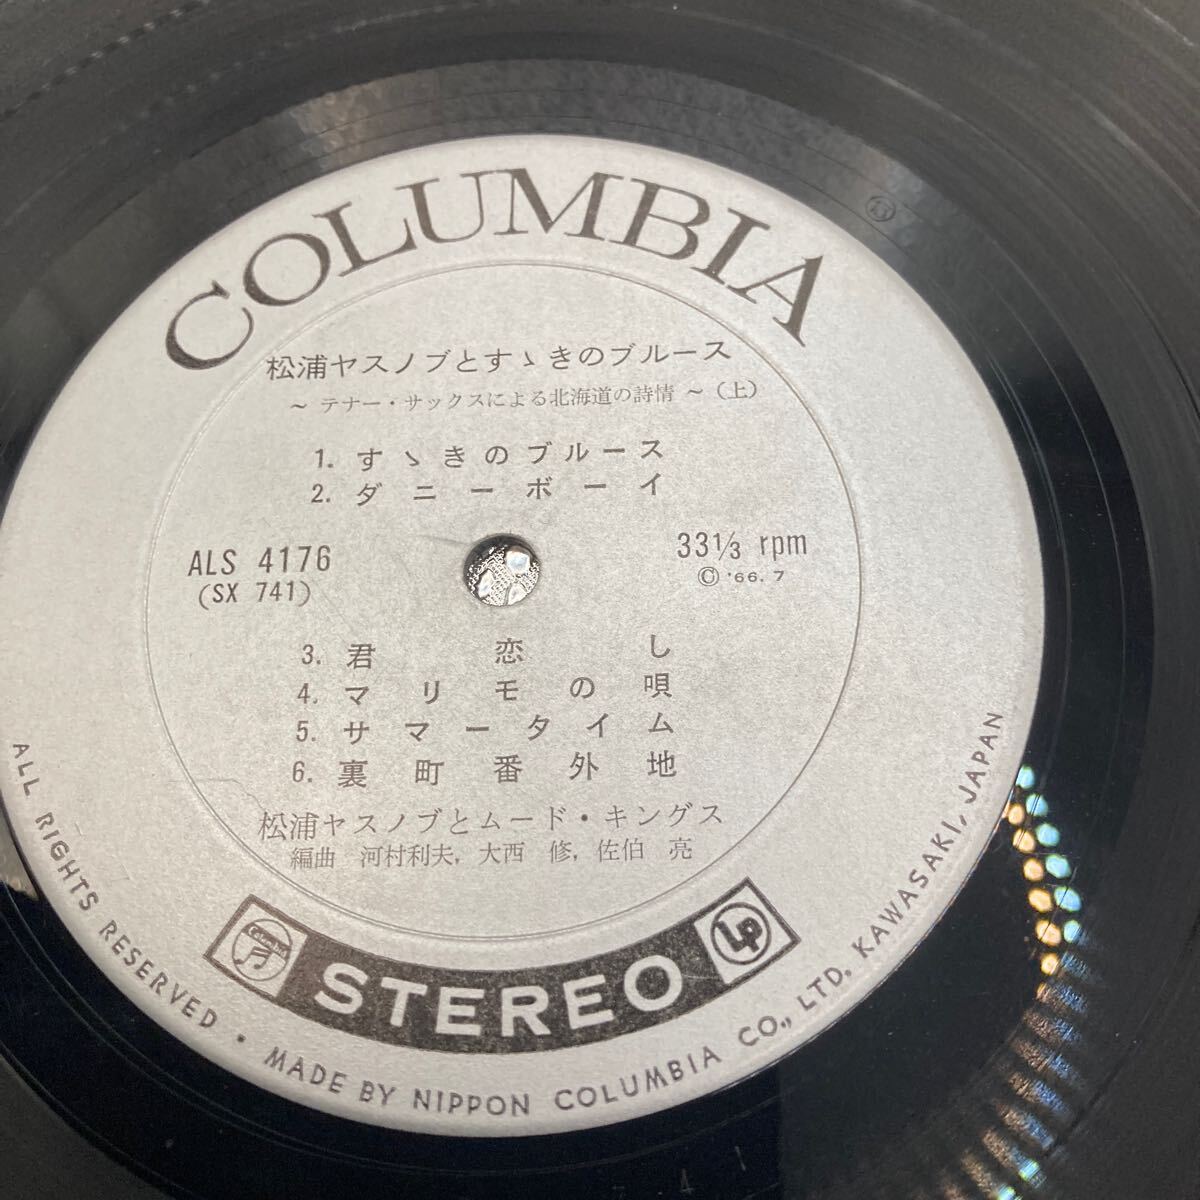 COLUMBIA
松浦ヤスノブとすゝきのブルース
～ テナー・サックスによる北海道の詩情 ～（上）
1. すゝきのブルース
2. ダニーボーイ
ALS 4176
(SX 741)
33⅓ rpm
Ⓒ '66. 7
3. 君恋し
4. マリモの唄
5. サマータイム
6. 裏町番外地
松浦ヤスノブとムード・キングス
編曲 河村利夫, 大西 修, 佐伯 亮
Columbia
STEREO
LP
ALL RIGHTS RESERVED • MADE BY NIPPON COLUMBIA CO., LTD. KAWASAKI, JAPAN